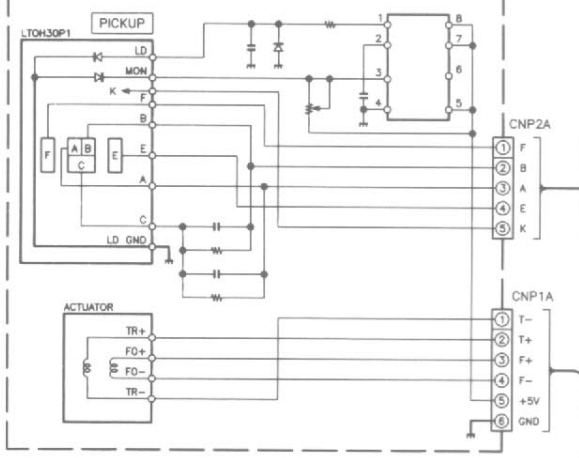 PICKUP
LTOH30P1
LD
MON
K
F
B
E
A
C
LD GND
F
A B
C
E
1 8
2 7
3 6
4 5
CNP2A
1 F
2 B
3 A
4 E
5 K
CNP1A
1 T-
2 T+
3 F+
4 F-
5 +5V
6 GND
ACTUATOR
TR+
FO+
FO-
TR-